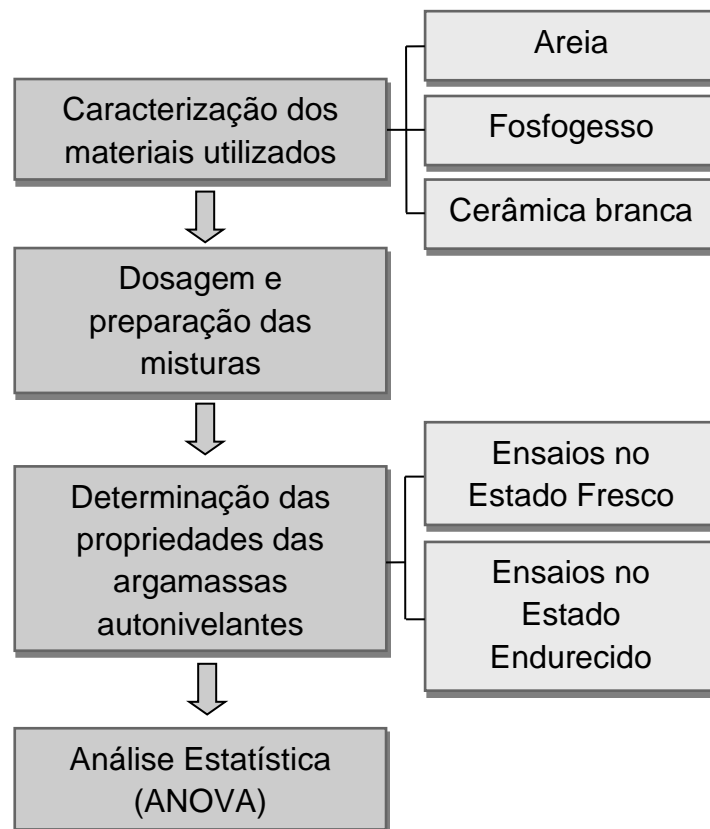 Caracterização dos
materiais utilizados
Areia
Fosfogesso
Cerâmica branca
Dosagem e
preparação das
misturas
Determinação das
propriedades das
argamassas
autonivelantes
Ensaios no
Estado Fresco
Ensaios no
Estado
Endurecido
Análise Estatística
(ANOVA)